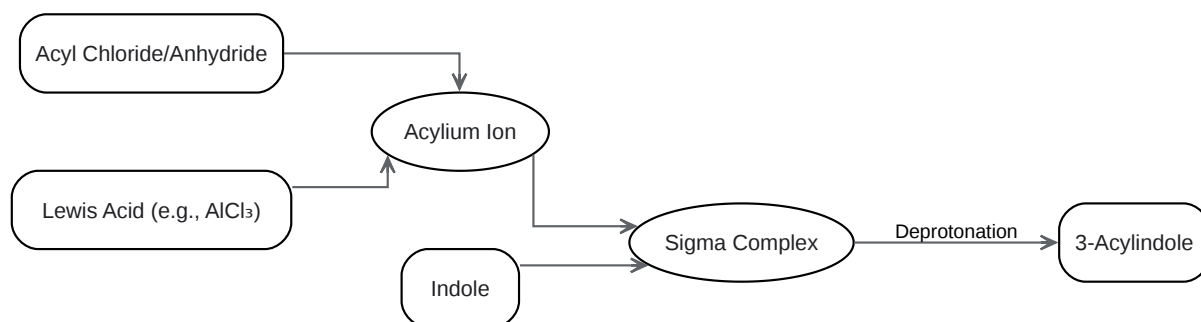 Acyl Chloride/Anhydride
Acylium Ion
Lewis Acid (e.g., AlCl₃)
Sigma Complex
Deprotonation
3-Acylindole
Indole